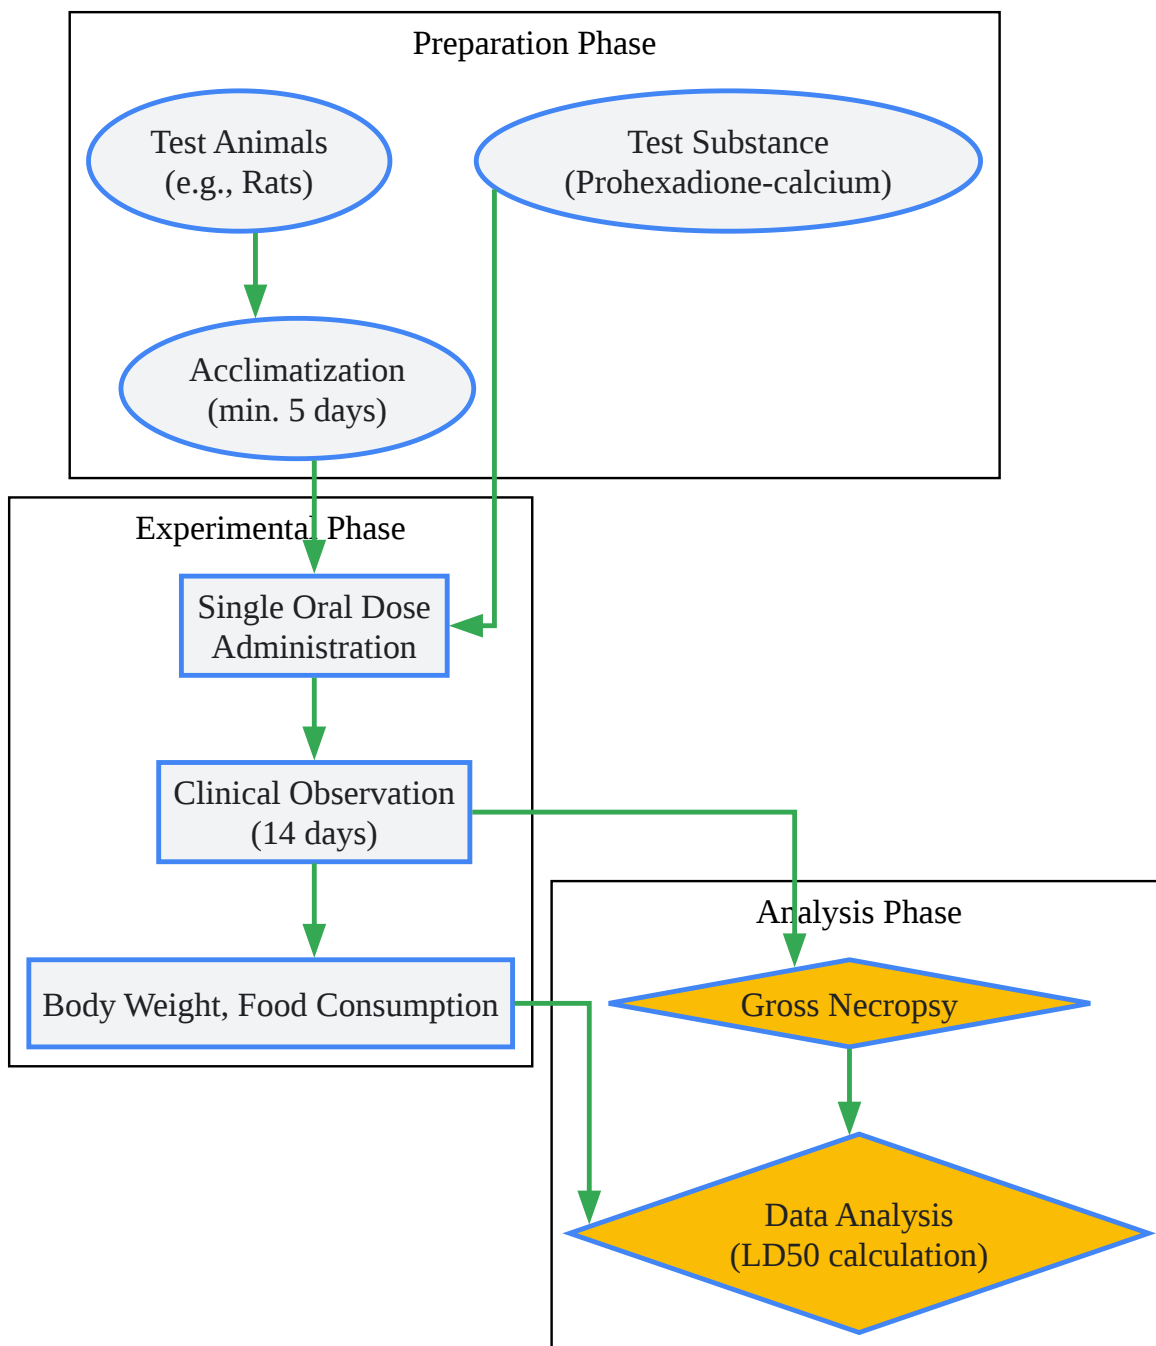 Preparation Phase
Test Animals
(e.g., Rats)
Test Substance
(Prohexadione-calcium)
Acclimatization
(min. 5 days)
Experimental Phase
Single Oral Dose
Administration
Clinical Observation
(14 days)
Body Weight, Food Consumption
Analysis Phase
Gross Necropsy
Data Analysis
(LD50 calculation)